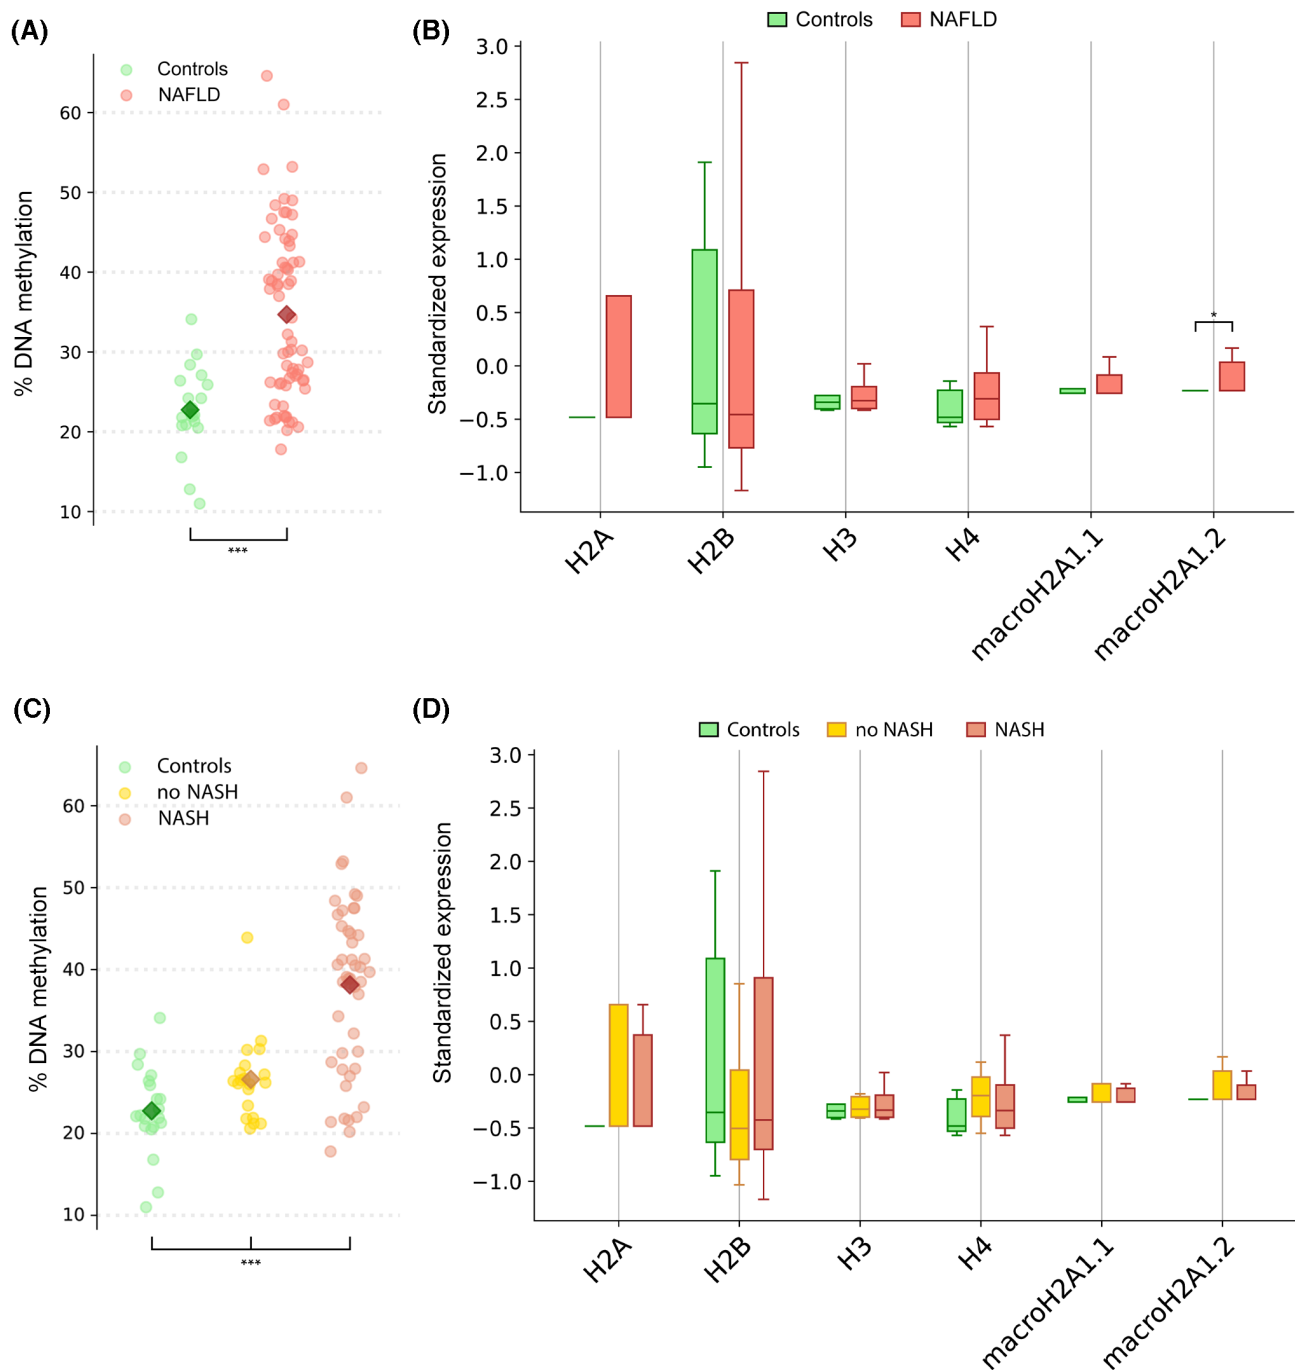 (A)
Controls
NAFLD
% DNA methylation
60
50
40
30
20
10
***
(B)
Controls
NAFLD
Standardized expression
3.0
2.5
2.0
1.5
1.0
0.5
0.0
−0.5
−1.0
*
H2A
H2B
H3
H4
macroH2A1.1
macroH2A1.2
(C)
Controls
no NASH
NASH
% DNA methylation
60
50
40
30
20
10
***
(D)
Controls
no NASH
NASH
Standardized expression
3.0
2.5
2.0
1.5
1.0
0.5
0.0
−0.5
−1.0
H2A
H2B
H3
H4
macroH2A1.1
macroH2A1.2